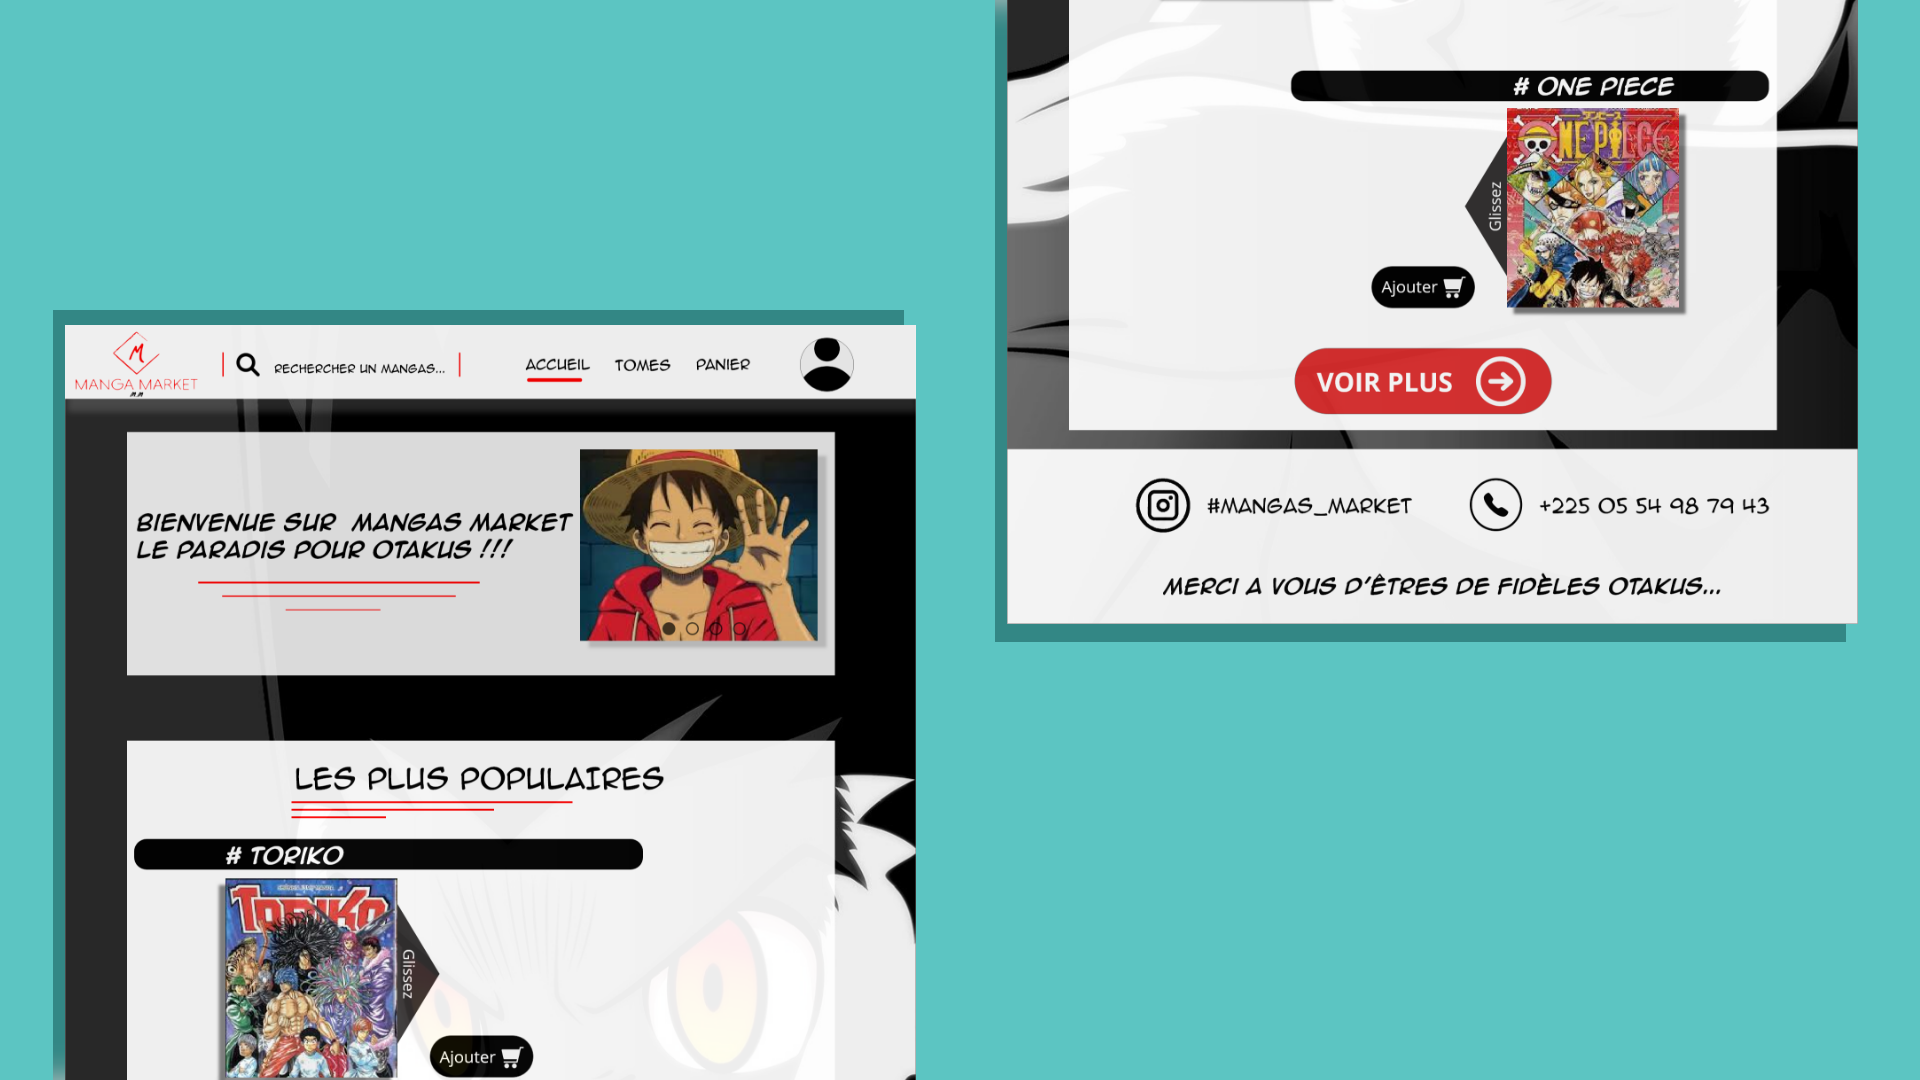 MANGA MARKET
RECHERCHER UN MANGAS...
ACCUEIL
TOMES
PANIER
BIENVENUE SUR MANGAS MARKET
LE PARADIS POUR OTAKUS !!!
LES PLUS POPULAIRES
# TORIKO
TORIKO
Glissez
Ajouter
# ONE PIECE
ONE PIECE
Glissez
Ajouter
VOIR PLUS
#MANGAS_MARKET
+225 05 54 98 79 43
MERCI A VOUS D'ÊTRES DE FIDÈLES OTAKUS...